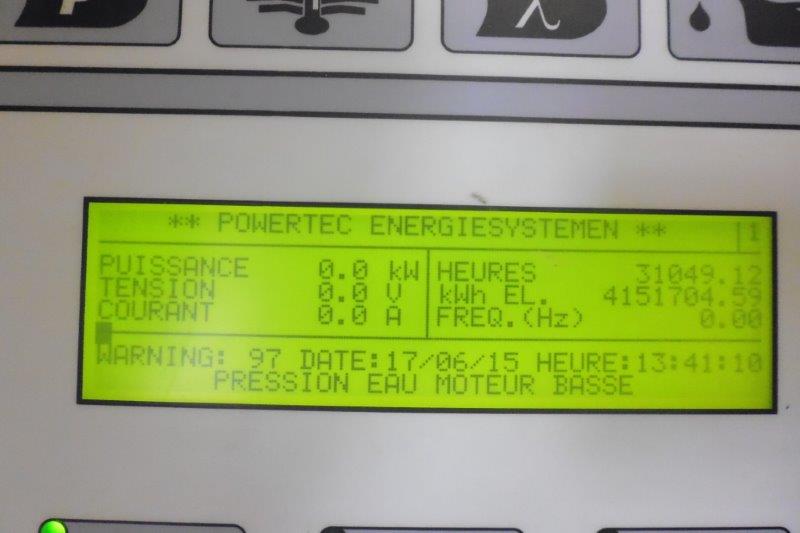 ** POWERTEC ENERGIESYSTEMEN ** |1
PUISSANCE 0.0 kW HEURES 31049.12
TENSION 0.0 V kWh EL. 4151704.59
COURANT 0.0 A FREQ.(Hz) 0.00
WARNING: 97 DATE:17/06/15 HEURE:13:41:10
PRESSION EAU MOTEUR BASSE